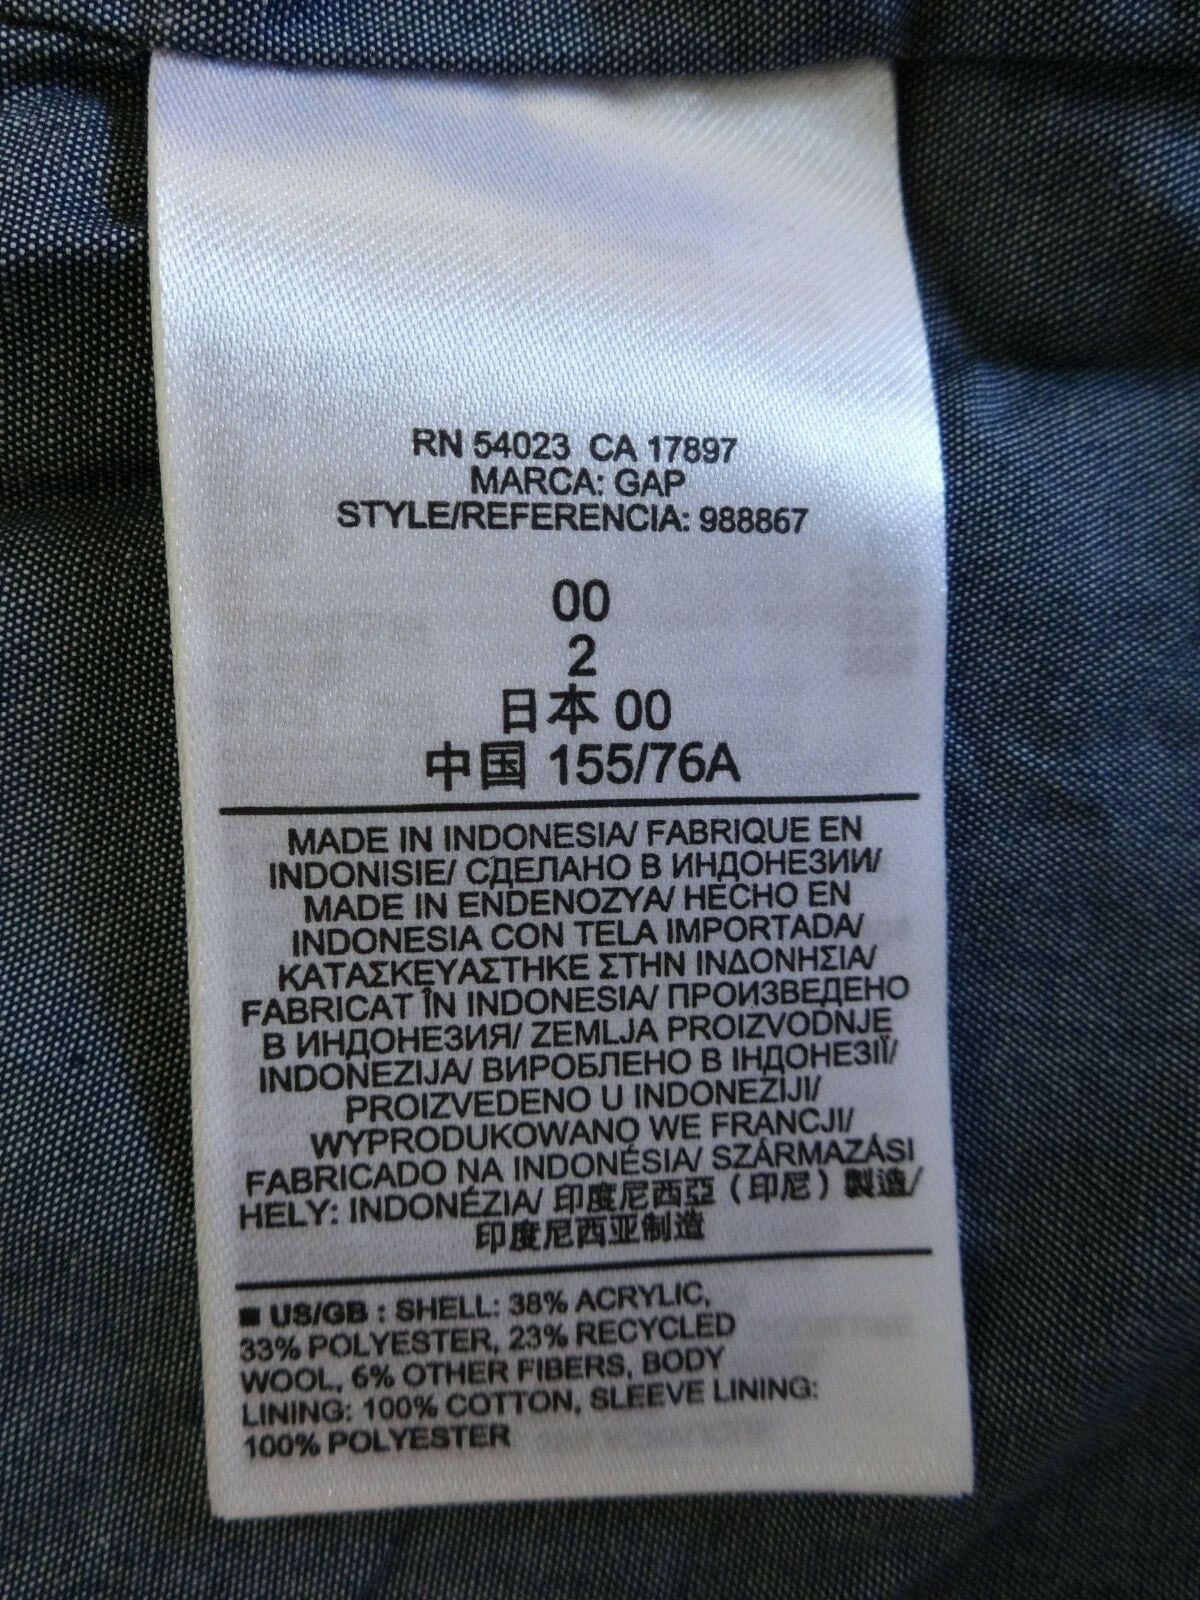 RN 54023 CA 17897
MARCA: GAP
STYLE/REFERENCIA: 988867
00
2
日本 00
中国 155/76A
MADE IN INDONESIA/ FABRIQUE EN
INDONISIE/ СДЕЛАНО В ИНДОНЕЗИИ/
MADE IN ENDENOZYA/ HECHO EN
INDONESIA CON TELA IMPORTADA/
ΚΑΤΑΣΚΕΥΑΣΤΗΚΕ ΣΤΗΝ ΙΝΔΟΝΗΣΙΑ/
FABRICAT ÎN INDONESIA/ ПРОИЗВЕДЕНО
В ИНДОНЕЗИЯ/ ZEMLJA PROIZVODNJE
INDONEZIJA/ ВИРОБЛЕНО В ІНДОНЕЗІЇ/
PROIZVEDENO U INDONEZIJI/
WYPRODUKOWANO WE FRANCJI/
FABRICADO NA INDONÉSIA/ SZÁRMAZÁSI
HELY: INDONÉZIA/ 印度尼西亞（印尼）製造/
印度尼西亚制造
■ US/GB : SHELL: 38% ACRYLIC,
33% POLYESTER, 23% RECYCLED
WOOL, 6% OTHER FIBERS, BODY
LINING: 100% COTTON, SLEEVE LINING:
100% POLYESTER